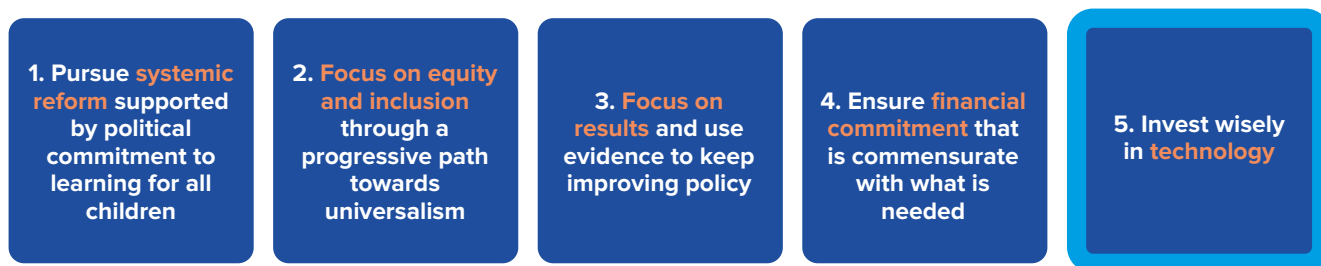 1. Pursue systemic
reform supported
by political
commitment to
learning for all
children
2. Focus on equity
and inclusion
through a
progressive path
towards
universalism
3. Focus on
results and use
evidence to keep
improving policy
4. Ensure financial
commitment that
is commensurate
with what is
needed
5. Invest wisely
in technology